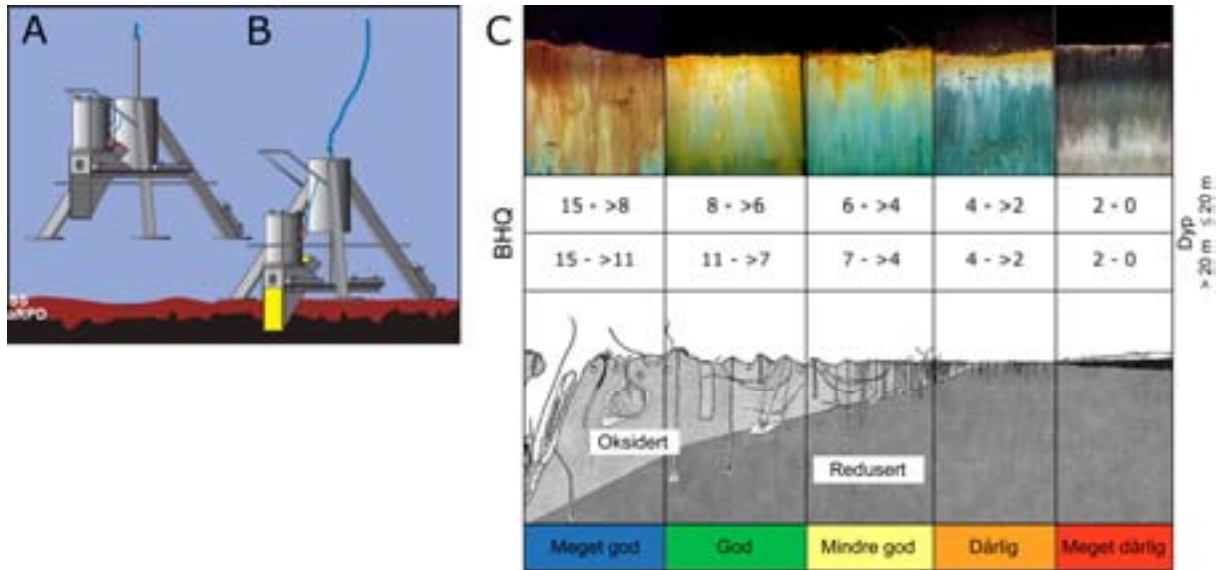 A
B
C
SS
aRPD
BHQ
15 - >8
8 - >6
6 - >4
4 - >2
2 - 0
15 - >11
11 - >7
7 - >4
4 - >2
2 - 0
Dyp
> 20 m ≤ 20 m
Oksidert
Redusert
Meget god
God
Mindre god
Dårlig
Meget dårlig